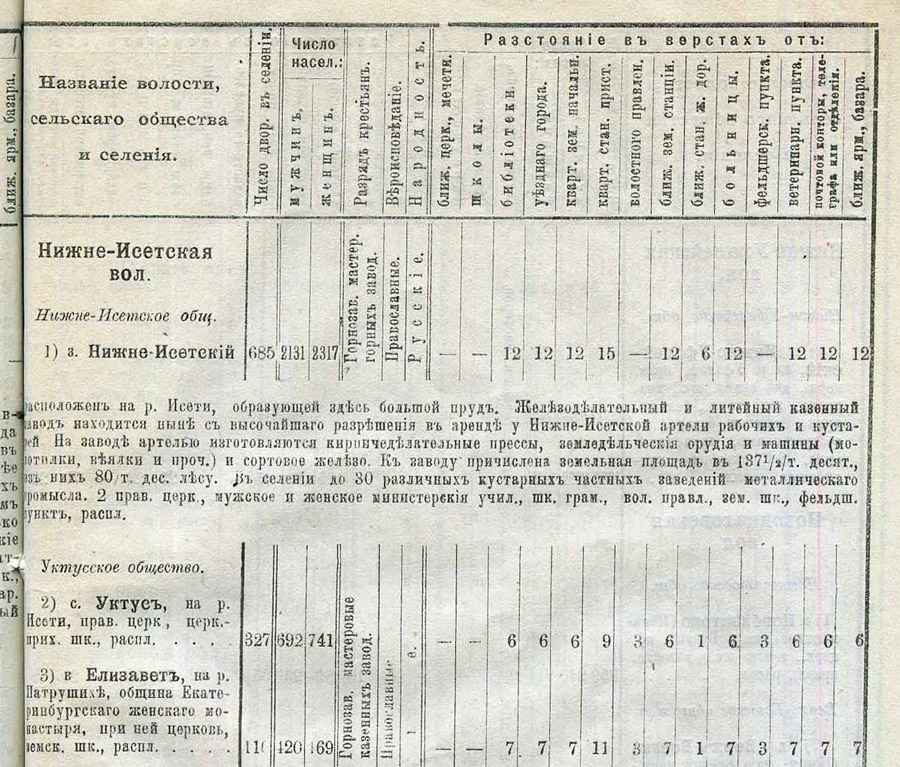 Названіе волости,
сельскаго общества
и селенія.
Число двор. въ селеніи.
Число
насел.:
мужчинъ.
женщинъ.
Разрядъ крестьянъ.
Вѣроисповѣданіе.
Народность.
Разстояніе въ верстахъ отъ:
ближ. церк., мечети.
школы.
библіотеки.
уѣзднаго города.
кварт. зем. начальн.
кварт. стан. прист.
волостного правлен.
ближ. зем. станціи.
ближ. стан. ж. дор.
больницы.
фельдшерск. пункта.
ветеринарн. пункта.
почтовой конторы, теле-
графа или отдѣленія.
ближ. ярм., базара.
ближ. ярм., базара.
Нижне-Исетская
вол.
Нижне-Исетское общ.
1) з. Нижне-Исетскій 685 2131 2317 — — 12 12 12 15 — 12 6 12 — 12 12 12
Горнозав. мастер.
горныхъ завод.
Православные.
Русскіе.
расположенъ на р. Исети, образующей здѣсь большой прудъ. Желѣзодѣлательный и литейный казенный
заводъ находится нынѣ съ высочайшаго разрѣшенія въ арендѣ у Нижне-Исетской артели рабочихъ и куста-
рей На заводѣ артелью изготовляются кирпичедѣлательные прессы, земледѣльческія орудія и машины (мо-
лотилки, вѣялки и проч.) и сортовое желѣзо. Къ заводу причислена земельная площадь въ 137½/т. десят.,
изъ нихъ 80/т. дес. лѣсу. Въ селеніи до 30 различныхъ кустарныхъ частныхъ заведеній металлическаго
промысла. 2 прав. церк., мужское и женское министерскія учил., шк. грам., вол. правл., зем. шк., фельдш.
пунктъ, распл.
Уктусское общество.
2) с. Уктусъ, на р.
Исети, прав. церк , церк.-
прих. шк., распл. . . . . 327 692 741 — — 6 6 6 9 3 6 1 6 3 6 6 6
3) в Елизаветъ, на р.
Патрушихѣ, община Екате-
ринбургскаго женскаго мо-
настыря, при ней церковь,
земск. шк., распл. . . . . . 420 469 — — 7 7 7 11 3 7 1 7 3 7 7 7
Горнозав. мастеровые
казенныхъ завод.
Православные